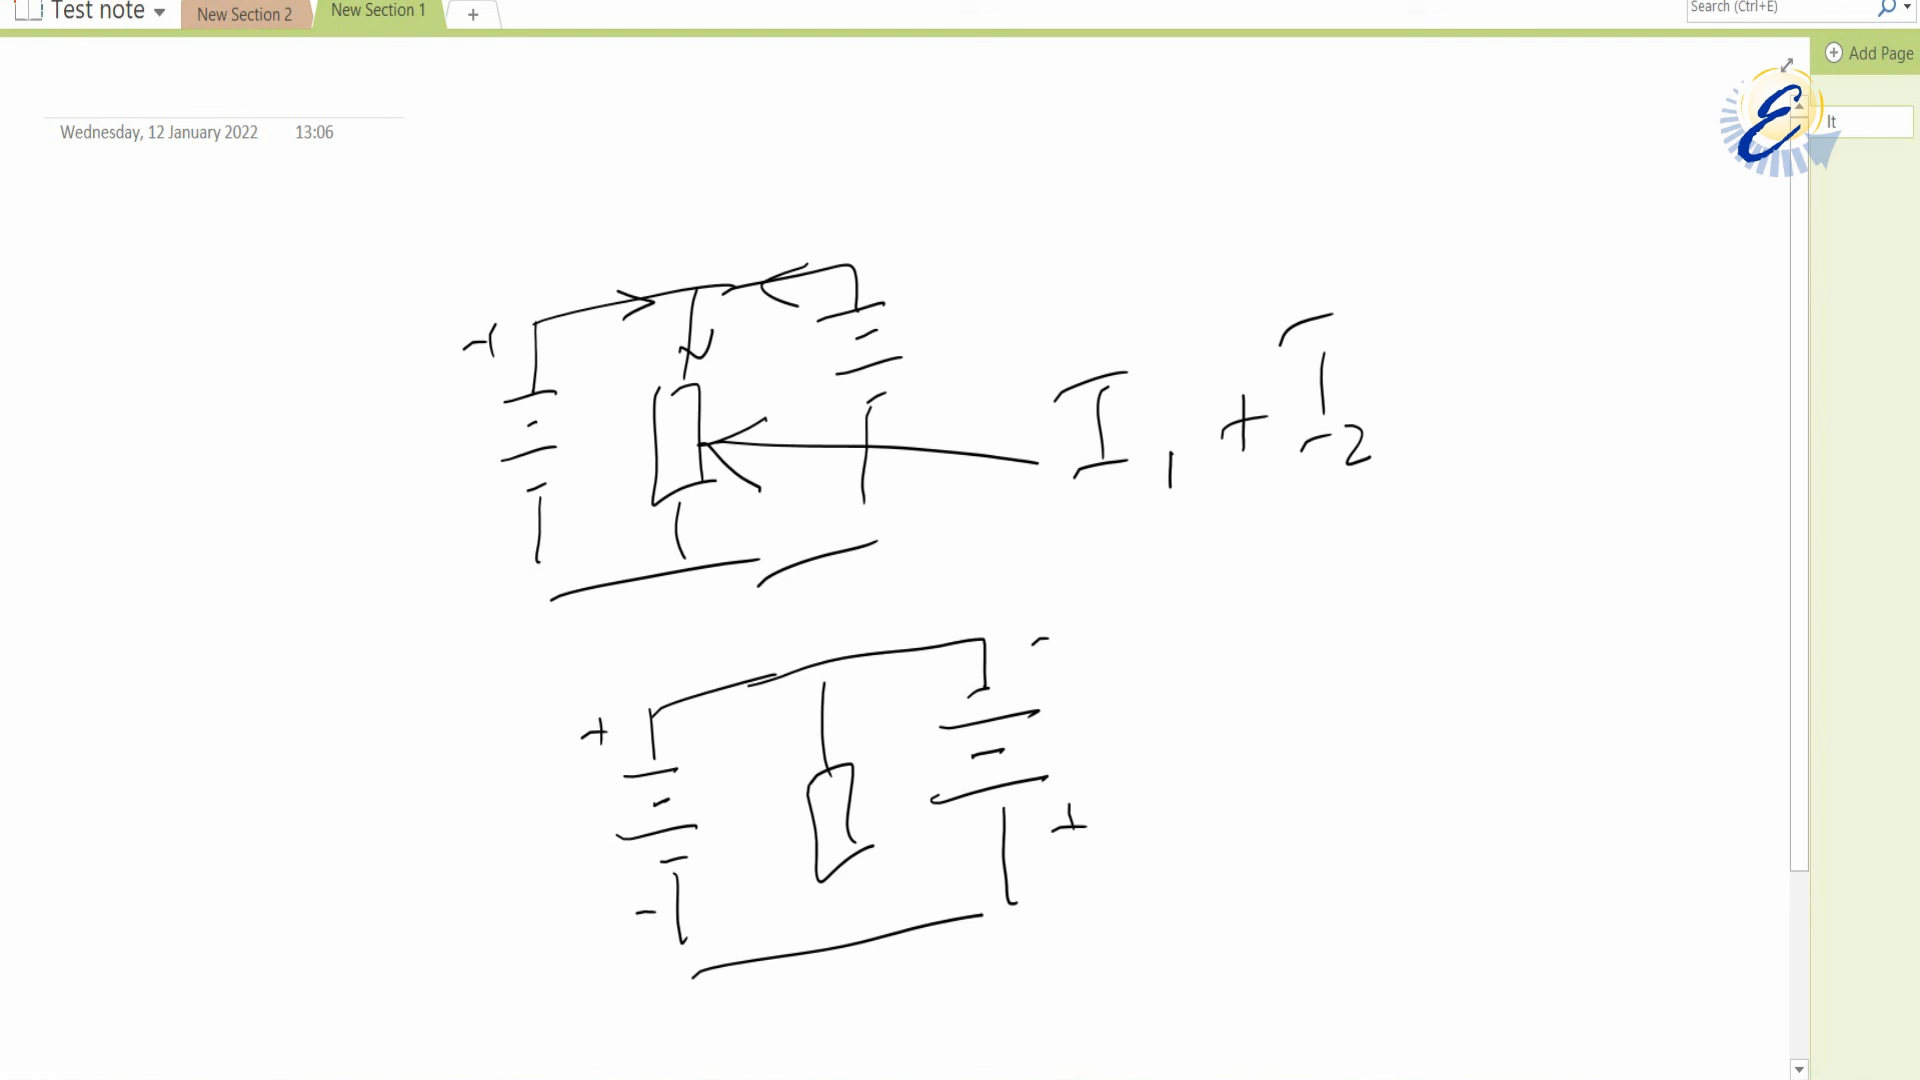 Test note
New Section 2
New Section 1
+
Search (Ctrl+E)
Add Page
Wednesday, 12 January 2022 13:06
It
E
I₁ + I₂
-
+
+
-